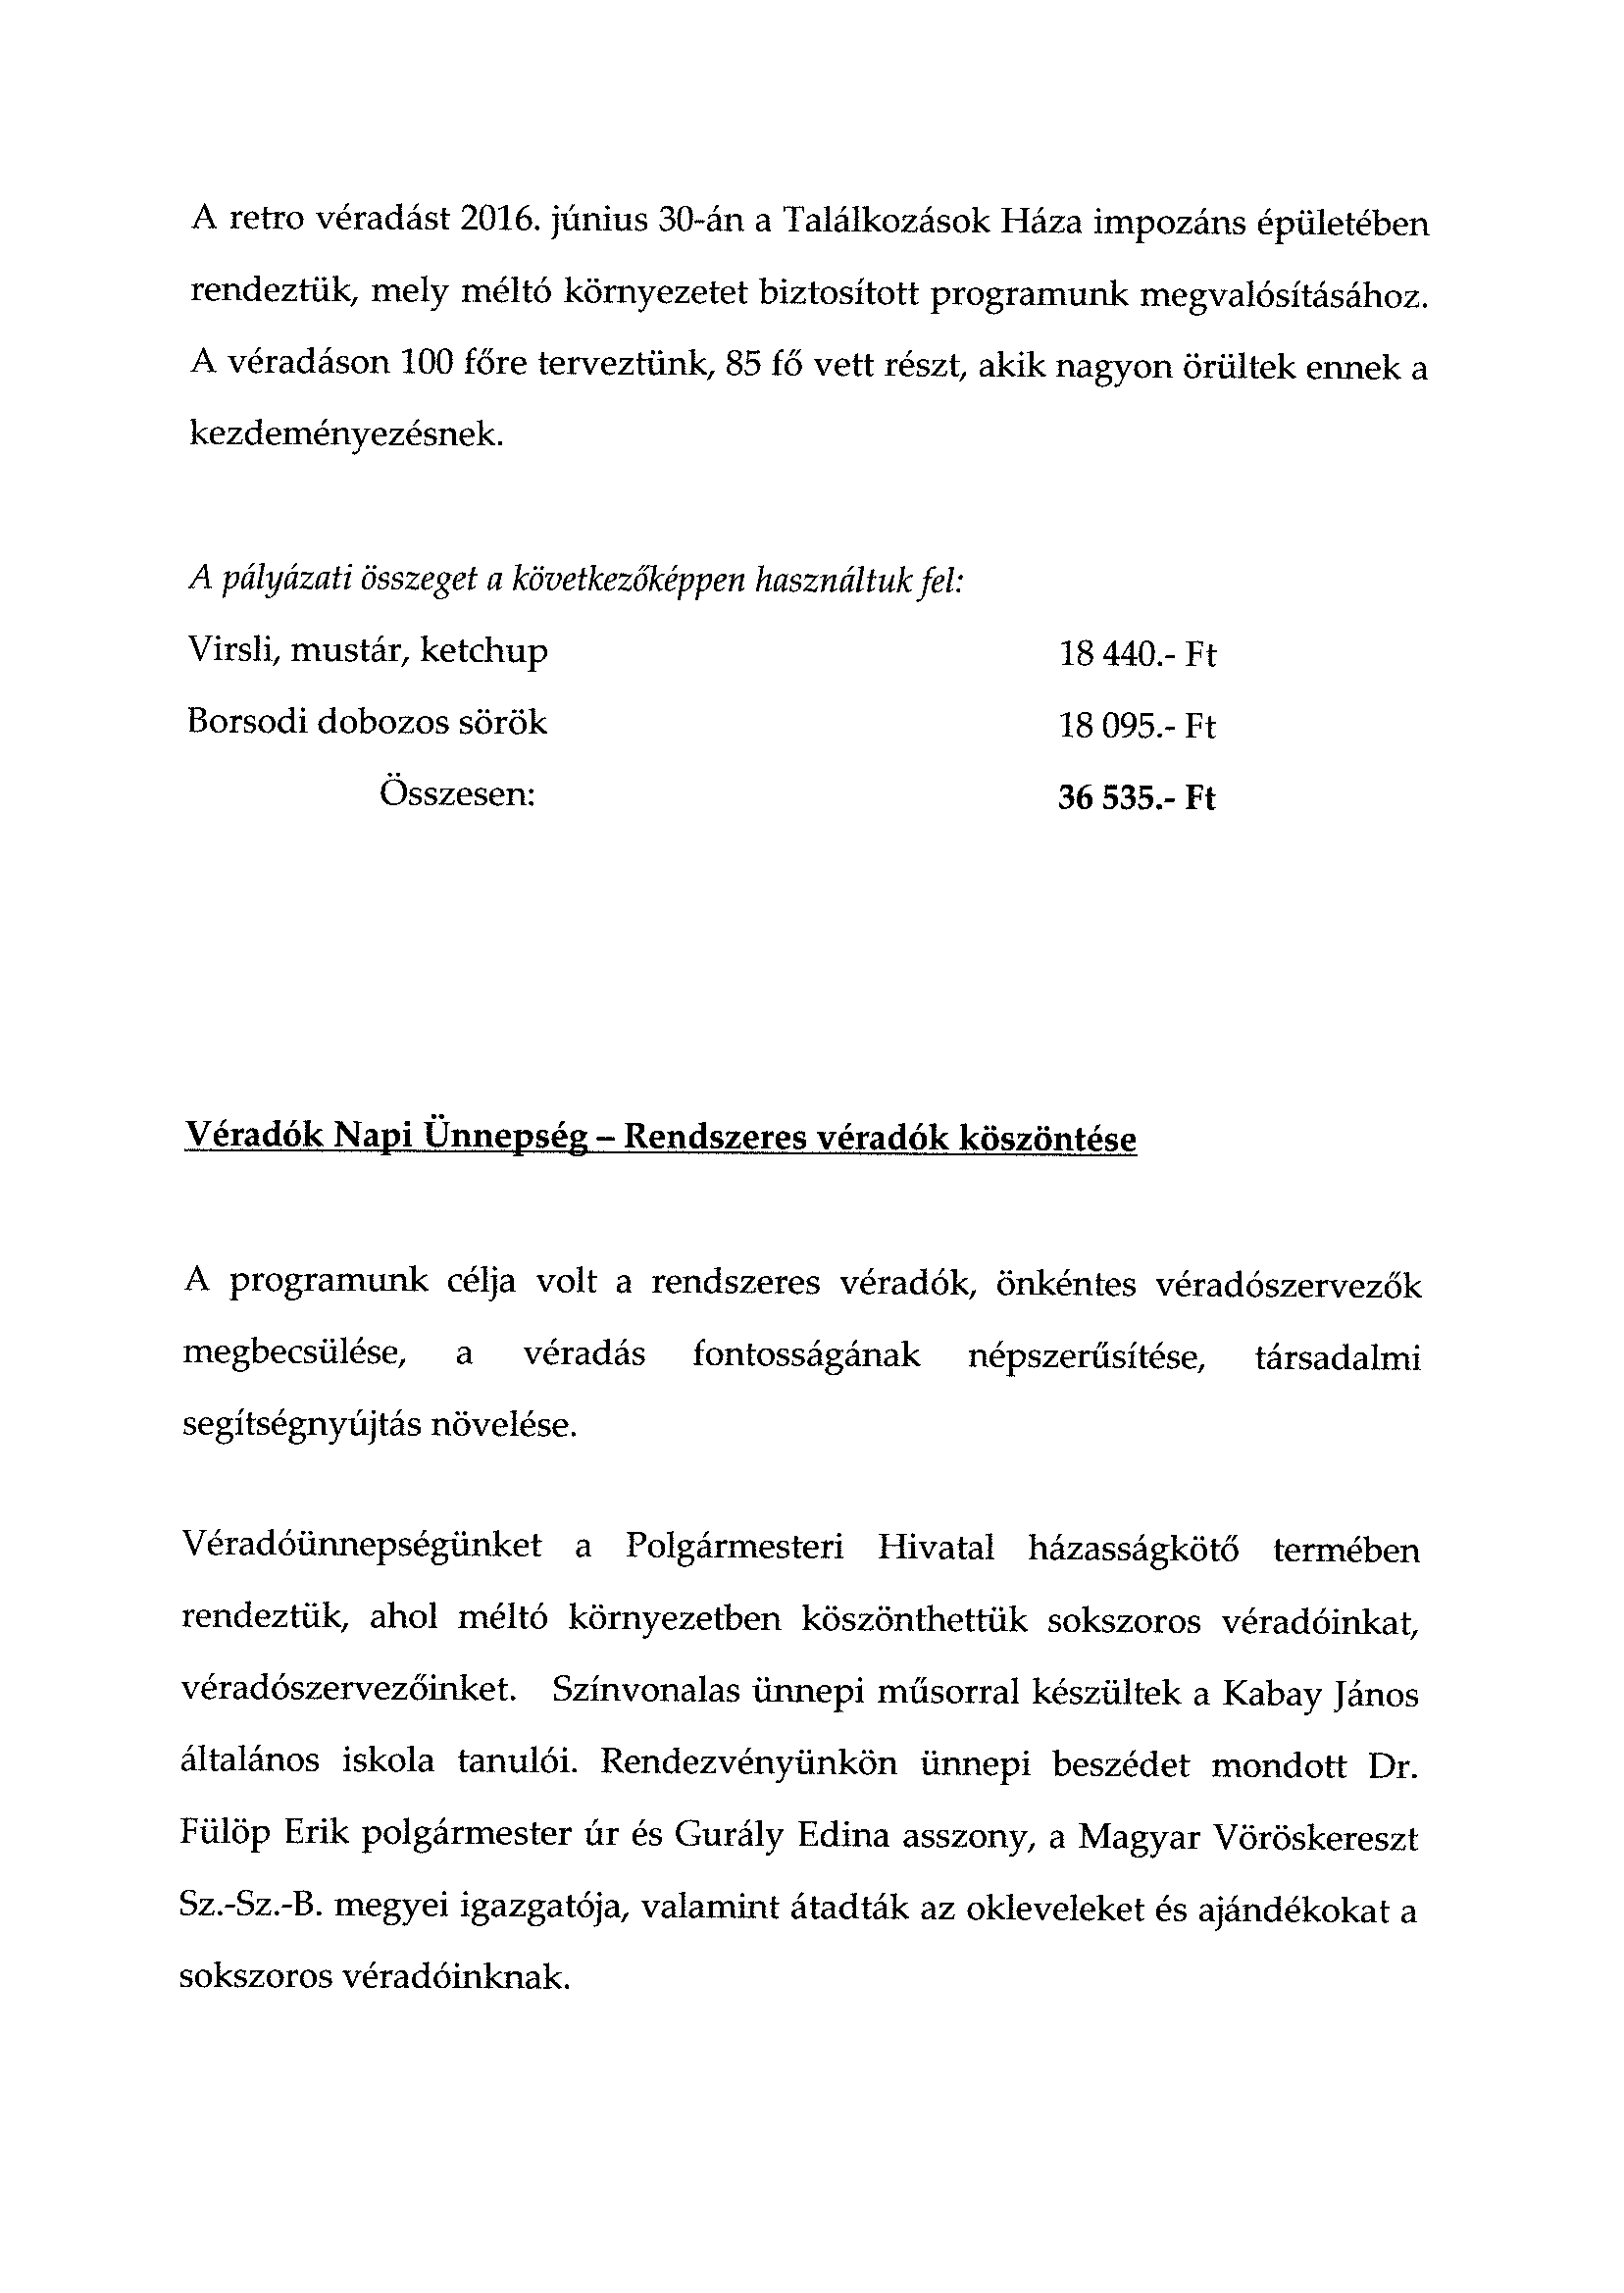 A retro véradást 2016. június 30-án a Találkozások Háza impozáns épületében
rendeztük, mely méltó környezetet biztosított programunk megvalósításához.
A véradáson 100 főre terveztünk, 85 fő vett részt, akik nagyon örültek ennek a
kezdeményezésnek.
A pályázati összeget a következőképpen használtuk fel:
Virsli, mustár, ketchup 18 440.- Ft
Borsodi dobozos sörök 18 095.- Ft
Összesen: 36 535.- Ft
Véradók Napi Ünnepség – Rendszeres véradók köszöntése
A programunk célja volt a rendszeres véradók, önkéntes véradószervezők
megbecsülése, a véradás fontosságának népszerűsítése, társadalmi
segítségnyújtás növelése.
Véradóünnepségünket a Polgármesteri Hivatal házasságkötő termében
rendeztük, ahol méltó környezetben köszönthettük sokszoros véradóinkat,
véradószervezőinket. Színvonalas ünnepi műsorral készültek a Kabay János
általános iskola tanulói. Rendezvényünkön ünnepi beszédet mondott Dr.
Fülöp Erik polgármester úr és Gurály Edina asszony, a Magyar Vöröskereszt
Sz.-Sz.-B. megyei igazgatója, valamint átadták az okleveleket és ajándékokat a
sokszoros véradóinknak.